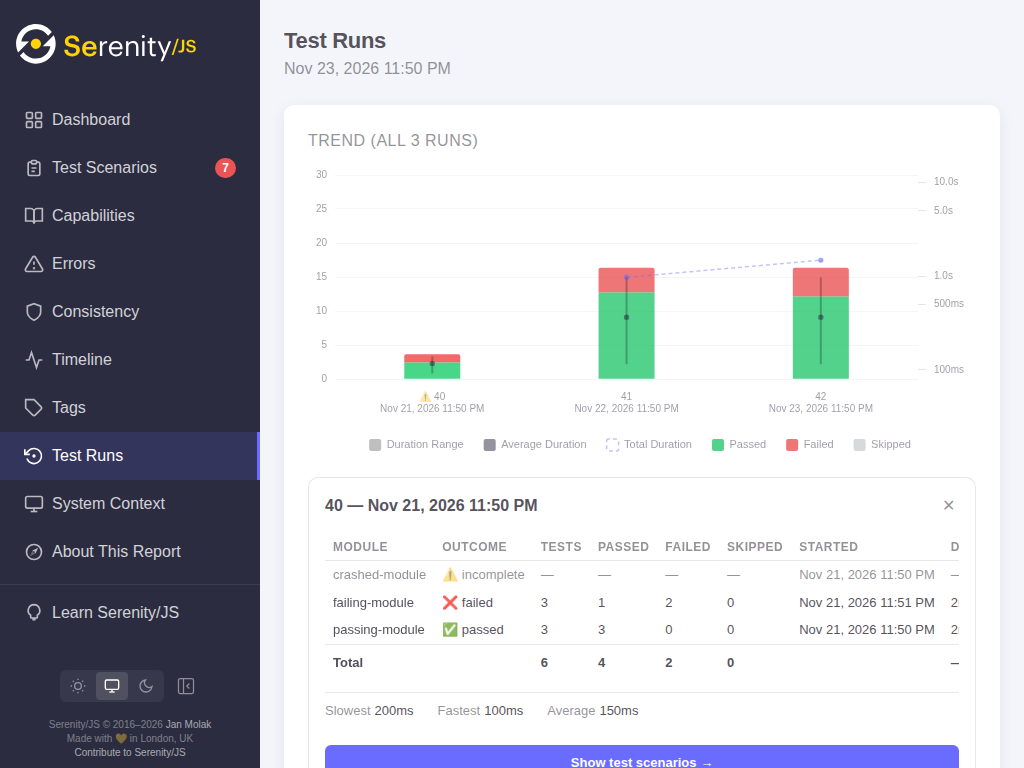 Serenity/JS
Dashboard
Test Scenarios 7
Capabilities
Errors
Consistency
Timeline
Tags
Test Runs
System Context
About This Report
Learn Serenity/JS
Serenity/JS © 2016–2026 Jan Molak
Made with 💛 in London, UK
Contribute to Serenity/JS
Test Runs
Nov 23, 2026 11:50 PM
TREND (ALL 3 RUNS)
30
25
20
15
10
5
0
10.0s
5.0s
1.0s
500ms
100ms
⚠️ 40
Nov 21, 2026 11:50 PM
41
Nov 22, 2026 11:50 PM
42
Nov 23, 2026 11:50 PM
Duration Range Average Duration Total Duration Passed Failed Skipped
40 — Nov 21, 2026 11:50 PM ✕
MODULE OUTCOME TESTS PASSED FAILED SKIPPED STARTED D
crashed-module ⚠️ incomplete — — — — Nov 21, 2026 11:50 PM —
failing-module ❌ failed 3 1 2 0 Nov 21, 2026 11:51 PM 2
passing-module ✅ passed 3 3 0 0 Nov 21, 2026 11:50 PM 2
Total 6 4 2 0 —
Slowest 200ms Fastest 100ms Average 150ms
Show test scenarios →